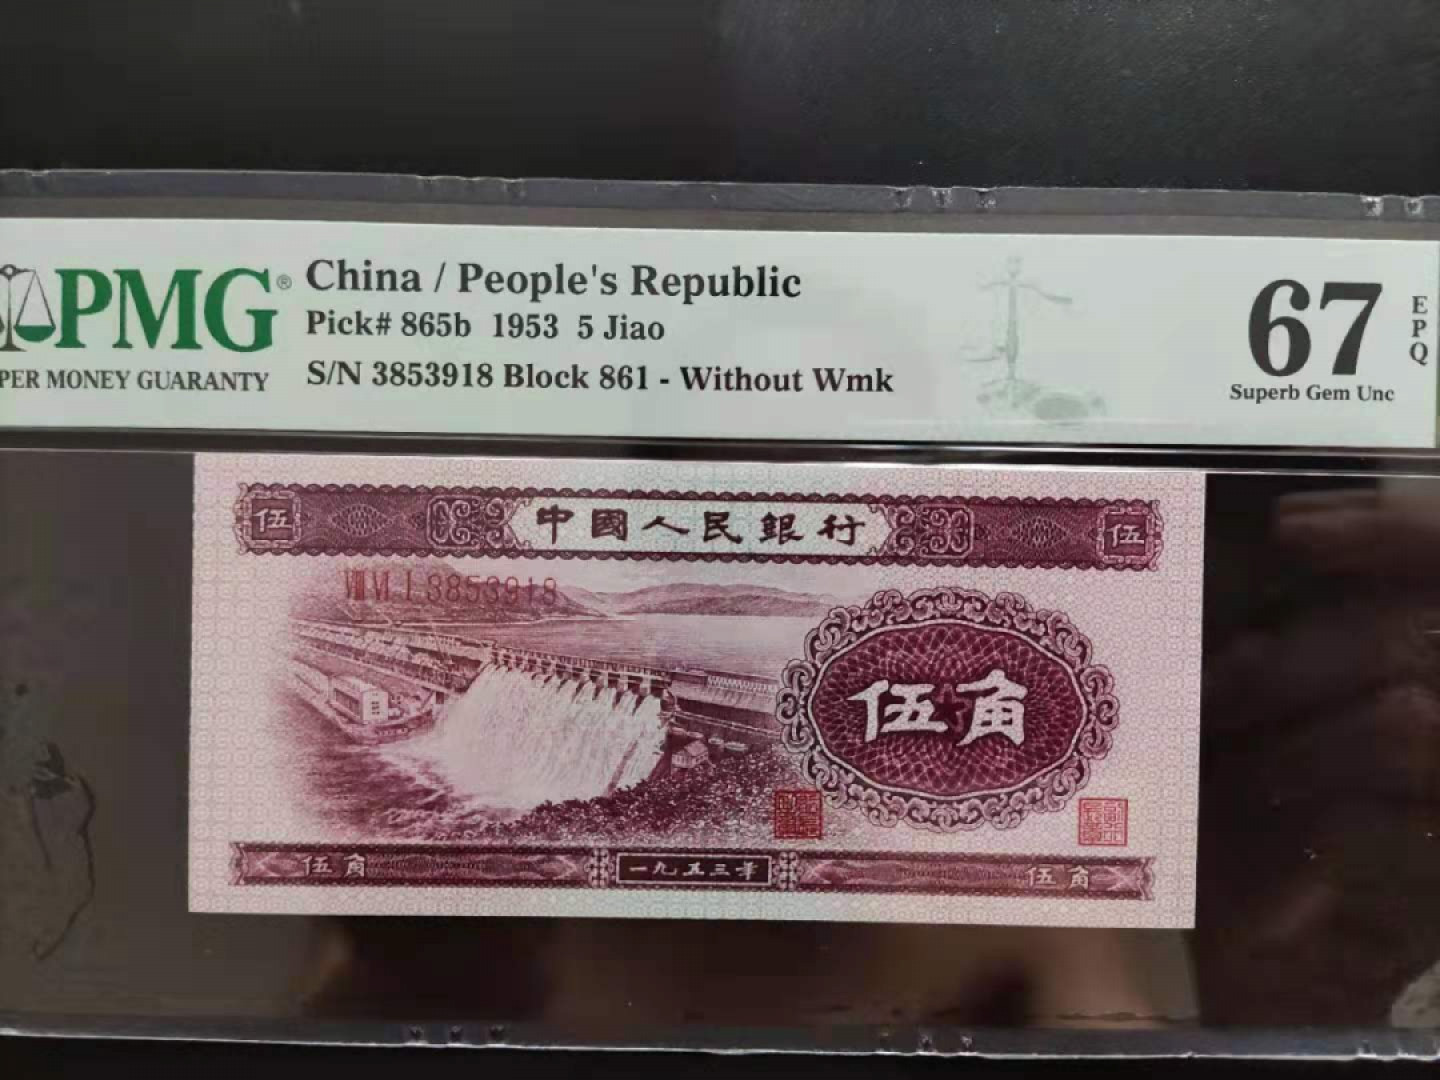 PMG® China / People's Republic
Pick# 865b 1953 5 Jiao
S/N 3853918 Block 861 - Without Wmk
PER MONEY GUARANTY
67
EPQ
Superb Gem Unc
伍 中國人民銀行 伍
VIII VI I 3853918
伍角
伍角 一九五三年 伍角